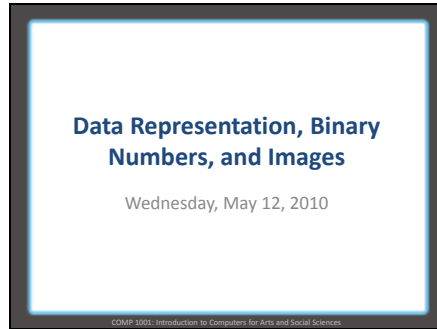 Data Representation, Binary
Numbers, and Images
Wednesday, May 12, 2010
COMP 1001: Introduction to Computers for Arts and Social Sciences